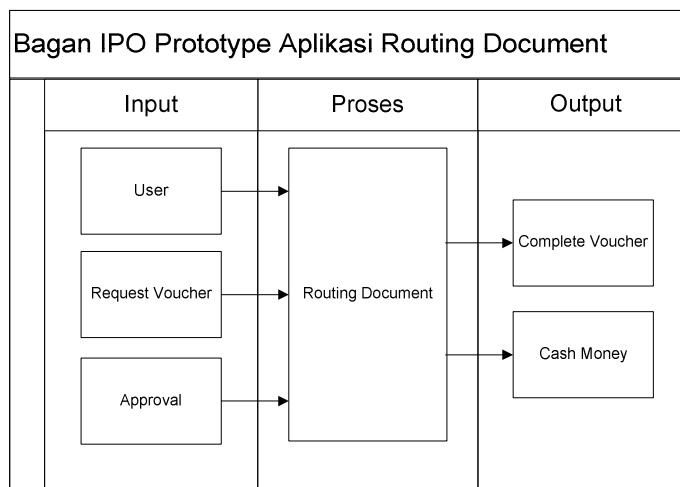 Bagan IPO Prototype Aplikasi Routing Document
Input
Proses
Output
User
Request Voucher
Approval
Routing Document
Complete Voucher
Cash Money